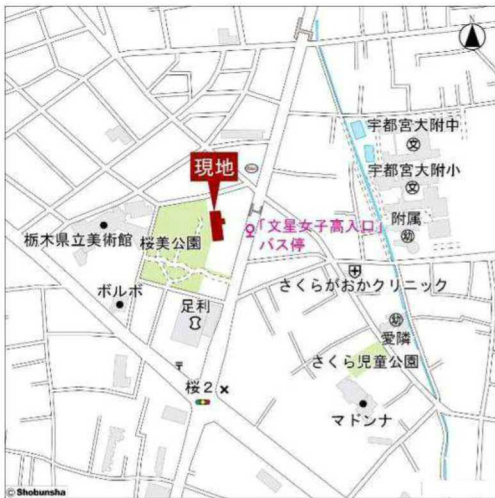 N
宇都宮大附中
宇都宮大附小
現地
附属
「文星女子高入口」
バス停
栃木県立美術館
桜美公園
さくらがおかクリニック
ボルボ
足利
愛隣
さくら児童公園
桜2
マドンナ
© Shobunsha